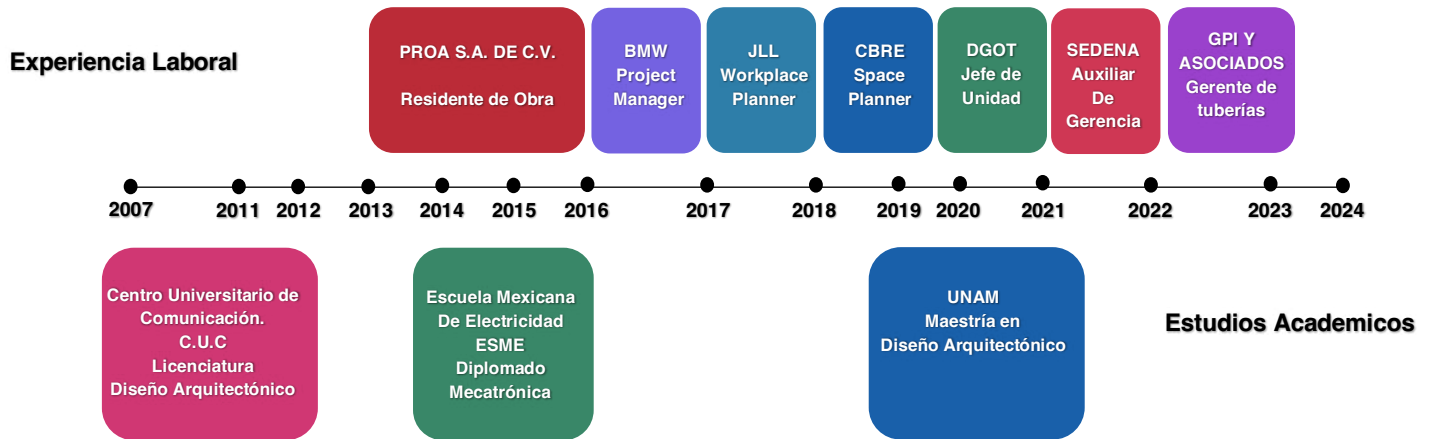 Experiencia Laboral
PROA S.A. DE C.V.
Residente de Obra
BMW
Project
Manager
JLL
Workplace
Planner
CBRE
Space
Planner
DGOT
Jefe de
Unidad
SEDENA
Auxiliar
De
Gerencia
GPI Y
ASOCIADOS
Gerente de
tuberías
2007 2011 2012 2013 2014 2015 2016 2017 2018 2019 2020 2021 2022 2023 2024
Centro Universitario de
Comunicación.
C.U.C
Licenciatura
Diseño Arquitectónico
Escuela Mexicana
De Electricidad
ESME
Diplomado
Mecatrónica
UNAM
Maestría en
Diseño Arquitectónico
Estudios Academicos